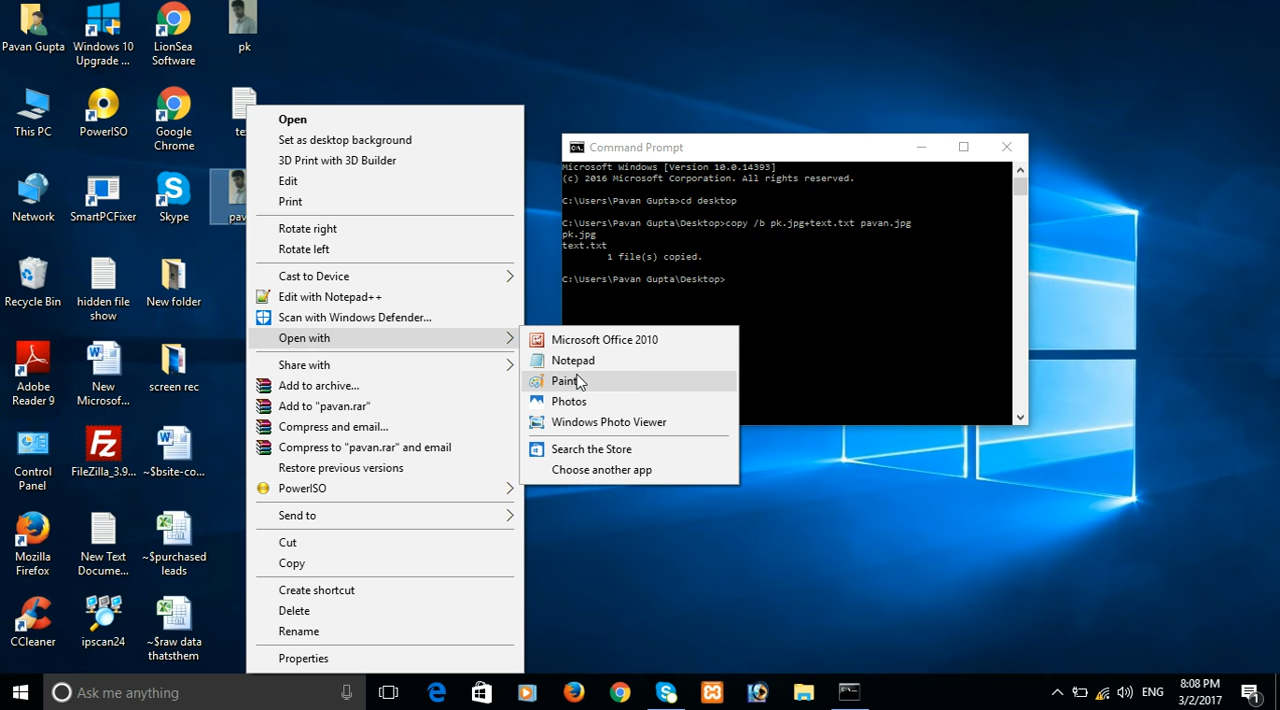 Pavan Gupta
Windows 10
Upgrade ...
LionSea
Software
pk
This PC
PowerISO
Google
Chrome
Network
SmartPCFixer
Skype
Recycle Bin
hidden file
show
New folder
Adobe
Reader 9
New
Microsof...
screen rec
Control
Panel
FileZilla_3.9...
~$bsite-co...
Mozilla
Firefox
New Text
Docume...
~$purchased
leads
CCleaner
ipscan24
~$raw data
thatsthem
Open
Set as desktop background
3D Print with 3D Builder
Edit
Print
Rotate right
Rotate left
Cast to Device
Edit with Notepad++
Scan with Windows Defender...
Open with
Share with
Add to archive...
Add to "pavan.rar"
Compress and email...
Compress to "pavan.rar" and email
Restore previous versions
PowerISO
Send to
Cut
Copy
Create shortcut
Delete
Rename
Properties
Microsoft Office 2010
Notepad
Paint
Photos
Windows Photo Viewer
Search the Store
Choose another app
Command Prompt
Microsoft Windows [Version 10.0.14393]
(c) 2016 Microsoft Corporation. All rights reserved.
C:\Users\Pavan Gupta>cd desktop
C:\Users\Pavan Gupta\Desktop>copy /b pk.jpg+text.txt pavan.jpg
pk.jpg
text.txt
1 file(s) copied.
C:\Users\Pavan Gupta\Desktop>
Ask me anything
ENG
8:08 PM
3/2/2017
1